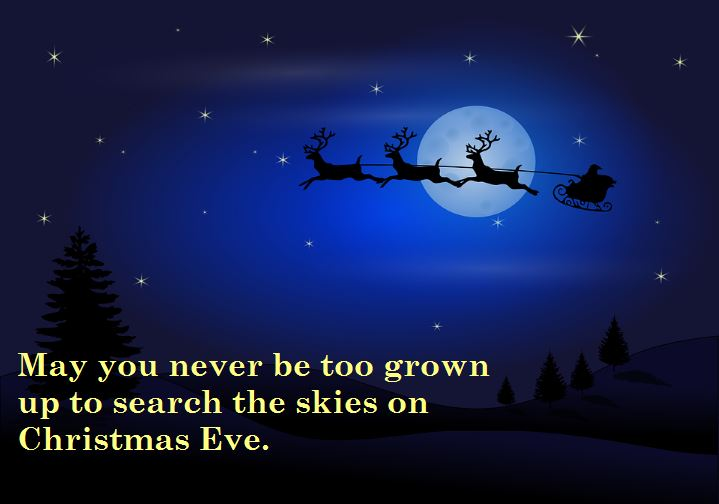 May you never be too grown
up to search the skies on
Christmas Eve.